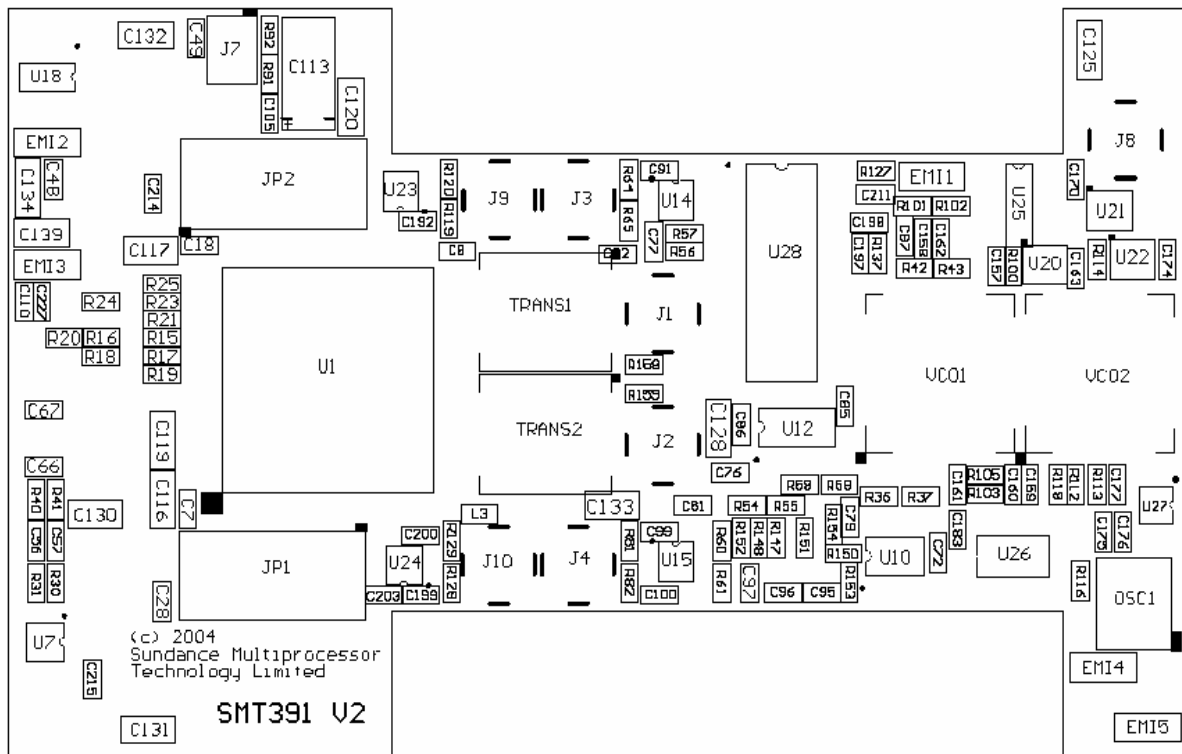 C132
C49
J7
R92
R91
C105
C113
C120
C125
U18
EMI2
C134
C48
C139
EMI3
C214
C117
C18
JP2
U23
C192
R120
R119
C8
J9
J3
R64
R65
C91
U14
C77
R57
R56
U28
R127
C211
C198
C197
R137
EMI1
R101
R102
C158
C162
R42
R43
U25
C157
R100
U20
C163
C170
J8
U21
R114
U22
C174
R25
R23
R21
R15
R17
R19
R24
R20
R16
R18
U1
TRANS1
J1
R159
TRANS2
J2
VCO1
VCO2
C67
C66
C119
C116
C7
R40
R41
C56
C57
R31
R30
C130
C128
C86
U12
C85
C76
L3
C133
C81
R68
R69
R54
R55
R36
R37
C161
R105
R103
C160
C159
R118
R112
R113
C177
U27
C175
C176
JP1
C28
C200
U24
C203
C199
R129
R128
J10
J4
R81
R82
C99
U15
C100
R60
R61
R152
R148
R147
R151
R154
C79
R150
R153
C97
C96
C95
U10
C72
C183
U26
R116
OSC1
U7
C215
(c) 2004
Sundance Multiprocessor
Technology Limited
SMT391 V2
C131
EMI4
EMI5